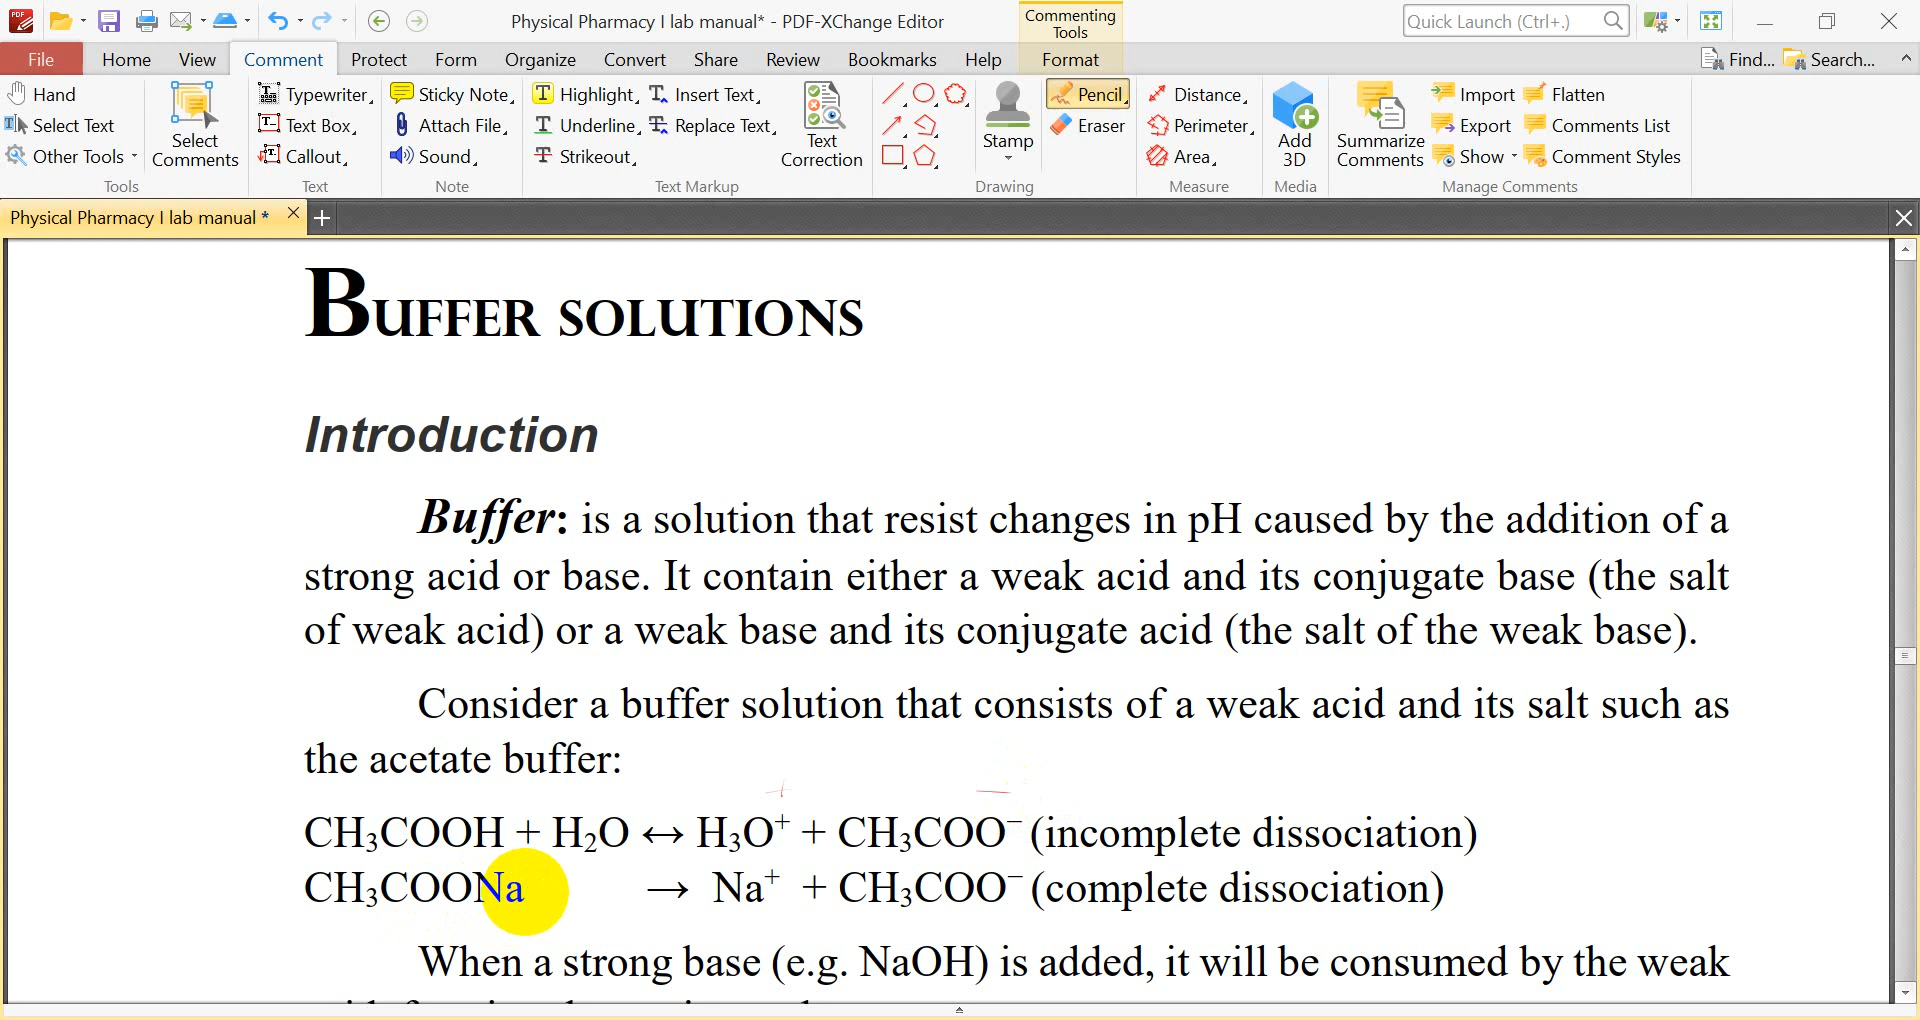 Physical Pharmacy I lab manual* - PDF-XChange Editor
Commenting Tools
Quick Launch (Ctrl+.)
File Home View Comment Protect Form Organize Convert Share Review Bookmarks Help Format Find... Search...
Hand
Select Text
Other Tools
Select Comments
Tools
Typewriter
Text Box
Callout
Text
Sticky Note
Attach File
Sound
Note
Highlight
Underline
Strikeout
Insert Text
Replace Text
Text Correction
Text Markup
Stamp
Pencil
Eraser
Drawing
Distance
Perimeter
Area
Measure
Add 3D
Media
Summarize Comments
Import
Export
Show
Flatten
Comments List
Comment Styles
Manage Comments
Physical Pharmacy I lab manual *
BUFFER SOLUTIONS
Introduction
Buffer: is a solution that resist changes in pH caused by the addition of a
strong acid or base. It contain either a weak acid and its conjugate base (the salt
of weak acid) or a weak base and its conjugate acid (the salt of the weak base).
Consider a buffer solution that consists of a weak acid and its salt such as
the acetate buffer:
CH₃COOH + H₂O ↔ H₃O⁺ + CH₃COO⁻ (incomplete dissociation)
CH₃COONa → Na⁺ + CH₃COO⁻ (complete dissociation)
When a strong base (e.g. NaOH) is added, it will be consumed by the weak